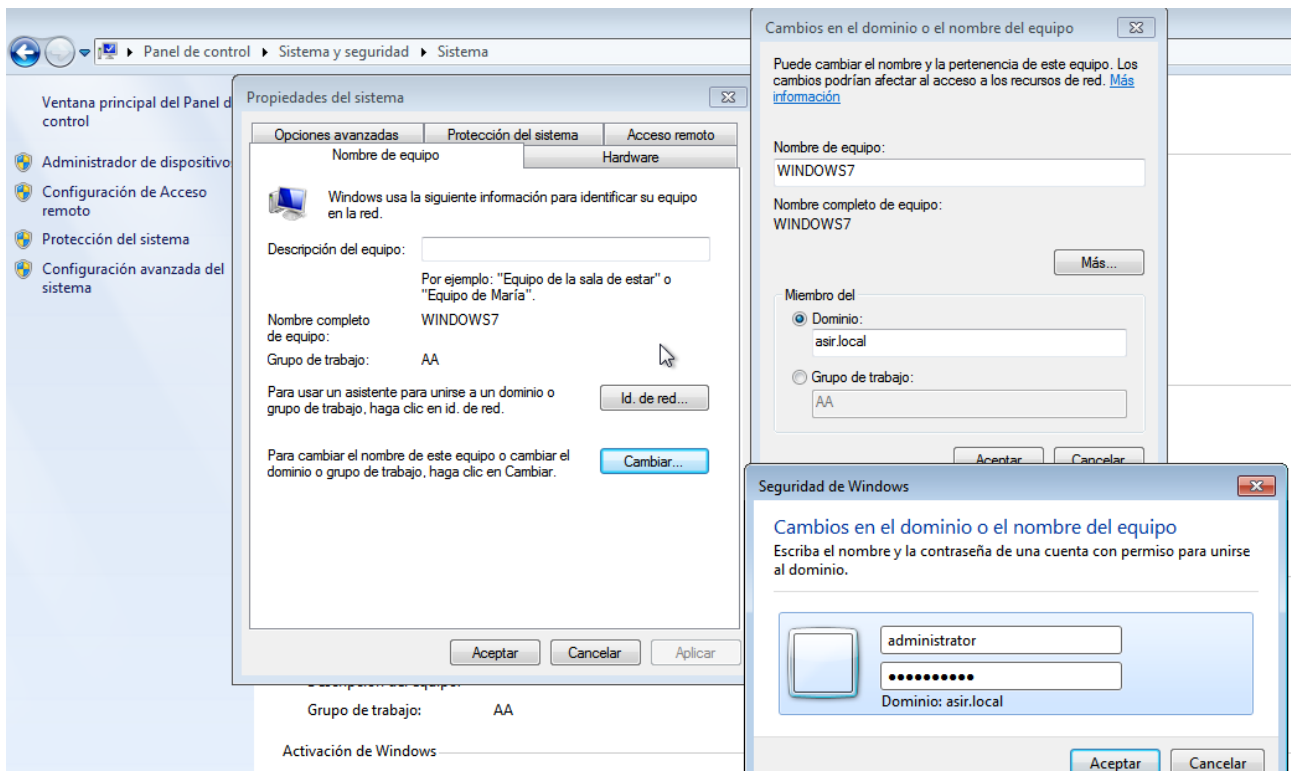 Panel de control ▸ Sistema y seguridad ▸ Sistema
Ventana principal del Panel d
control
Administrador de dispositivo
Configuración de Acceso
remoto
Protección del sistema
Configuración avanzada del
sistema
Propiedades del sistema
Opciones avanzadas
Protección del sistema
Acceso remoto
Nombre de equipo
Hardware
Windows usa la siguiente información para identificar su equipo
en la red.
Descripción del equipo:
Por ejemplo: "Equipo de la sala de estar" o
"Equipo de María".
Nombre completo
de equipo:
WINDOWS7
Grupo de trabajo:
AA
Para usar un asistente para unirse a un dominio o
grupo de trabajo, haga clic en id. de red.
Id. de red...
Para cambiar el nombre de este equipo o cambiar el
dominio o grupo de trabajo, haga clic en Cambiar.
Cambiar...
Aceptar
Cancelar
Aplicar
Grupo de trabajo:
AA
Activación de Windows
Cambios en el dominio o el nombre del equipo
Puede cambiar el nombre y la pertenencia de este equipo. Los
cambios podrían afectar al acceso a los recursos de red. Más
información
Nombre de equipo:
WINDOWS7
Nombre completo de equipo:
WINDOWS7
Más...
Miembro del
Dominio:
asir.local
Grupo de trabajo:
AA
Aceptar
Cancelar
Seguridad de Windows
Cambios en el dominio o el nombre del equipo
Escriba el nombre y la contraseña de una cuenta con permiso para unirse
al dominio.
administrator
●●●●●●●●●●
Dominio: asir.local
Aceptar
Cancelar